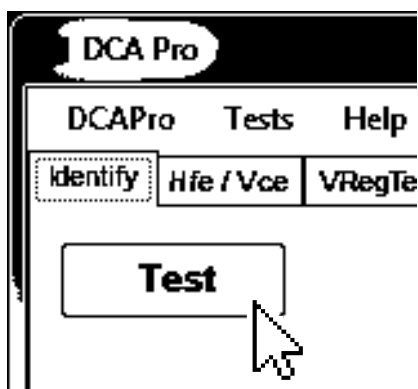 DCA Pro
DCAPro Tests Help
Identify Hfe / Vce VRegTe
Test